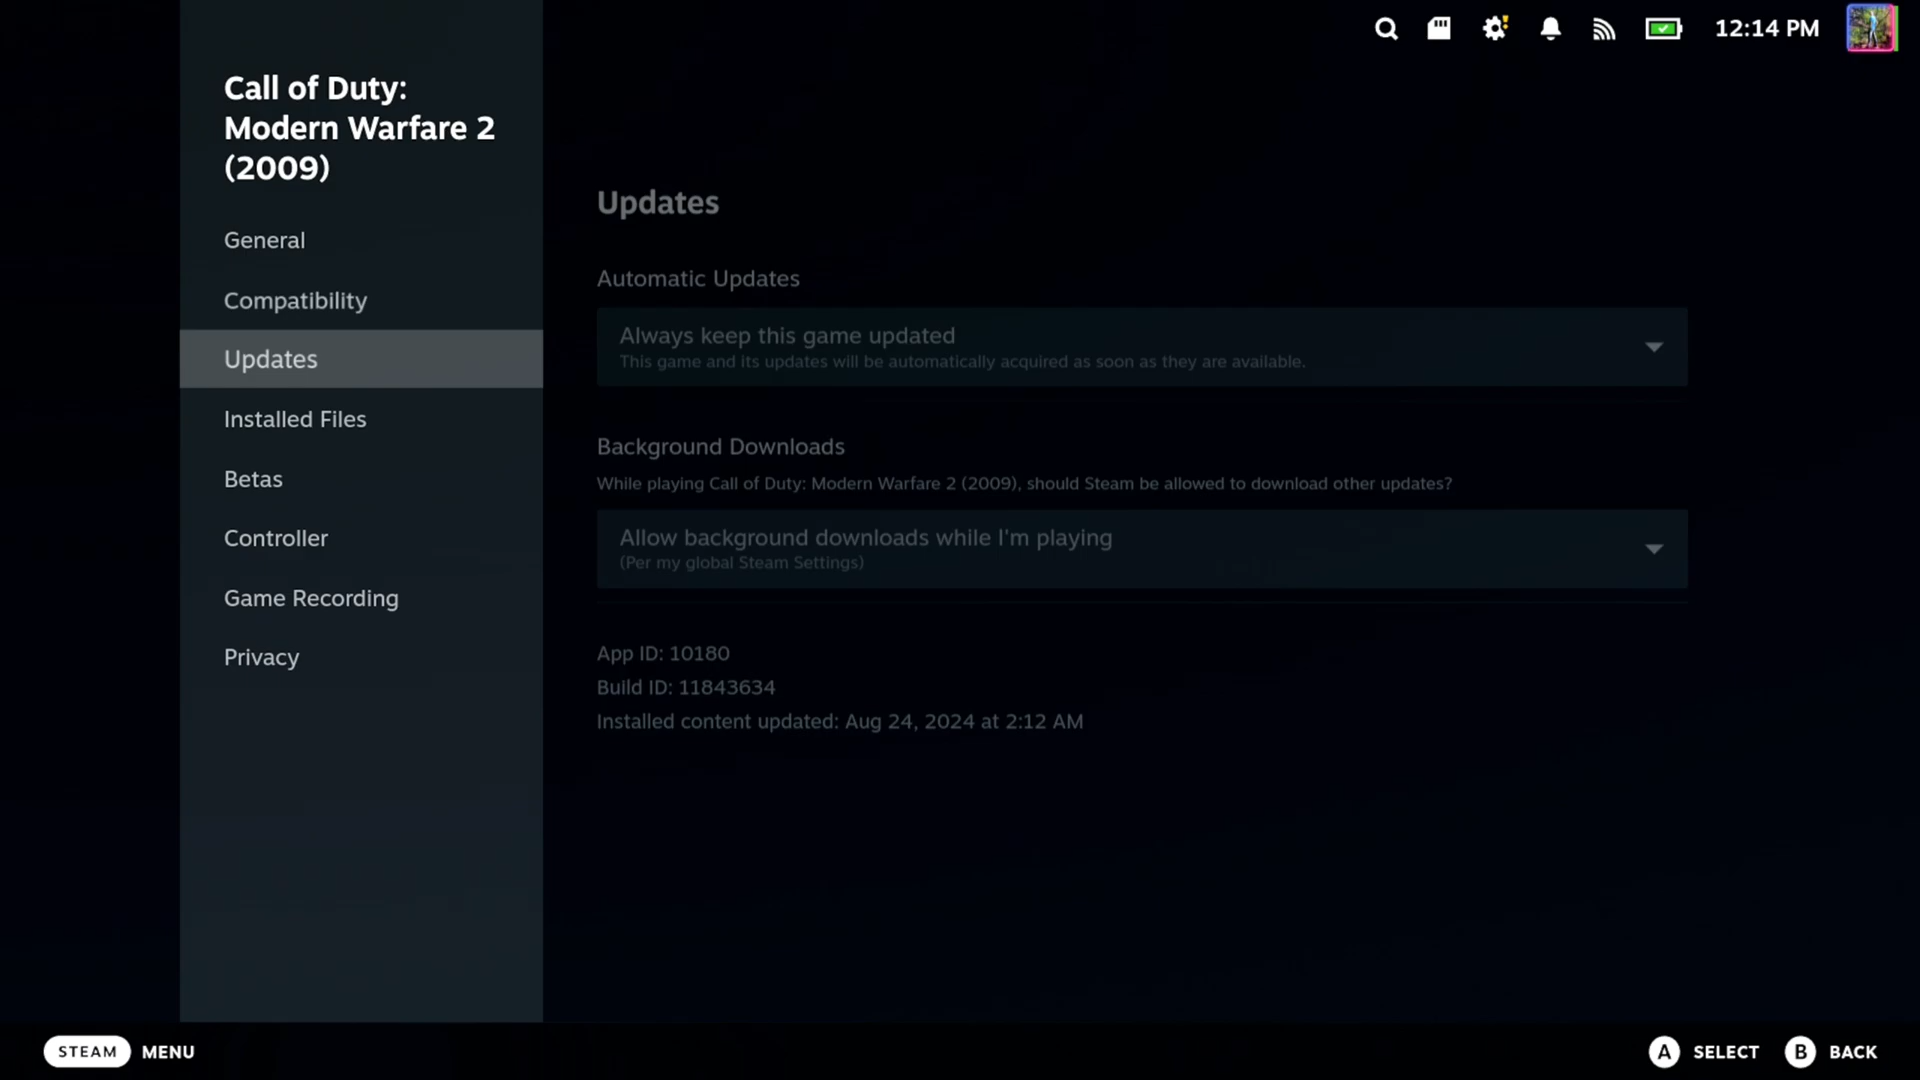 12:14 PM
Call of Duty:
Modern Warfare 2
(2009)
General
Compatibility
Updates
Installed Files
Betas
Controller
Game Recording
Privacy
Updates
Automatic Updates
Always keep this game updated
This game and its updates will be automatically acquired as soon as they are available.
Background Downloads
While playing Call of Duty: Modern Warfare 2 (2009), should Steam be allowed to download other updates?
Allow background downloads while I'm playing
(Per my global Steam Settings)
App ID: 10180
Build ID: 11843634
Installed content updated: Aug 24, 2024 at 2:12 AM
STEAM MENU
A SELECT B BACK